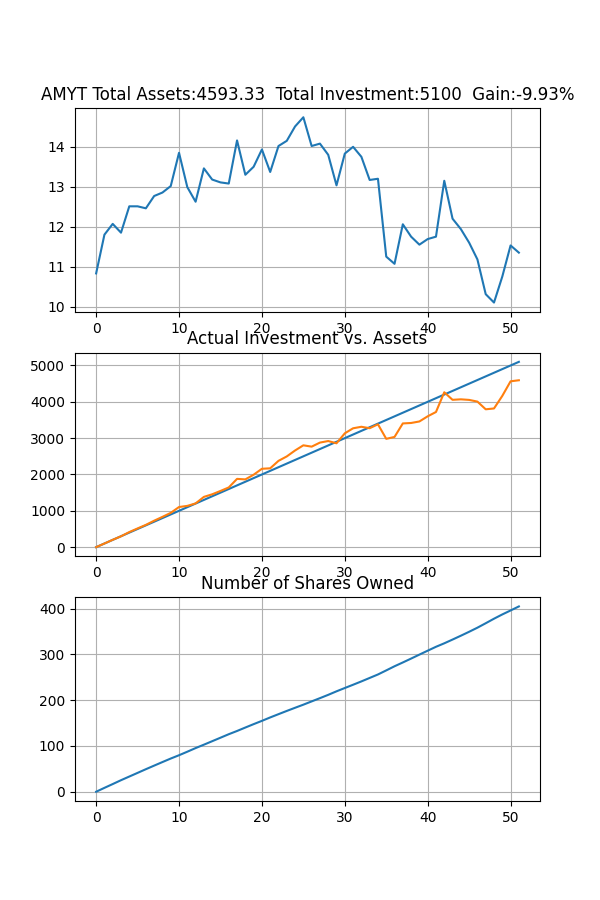 AMYT Total Assets:4593.33  Total Investment:5100  Gain:-9.93%
14
13
12
11
10
0 10 20 30 40 50
Actual Investment vs. Assets
5000
4000
3000
2000
1000
0
0 10 20 30 40 50
Number of Shares Owned
400
300
200
100
0
0 10 20 30 40 50